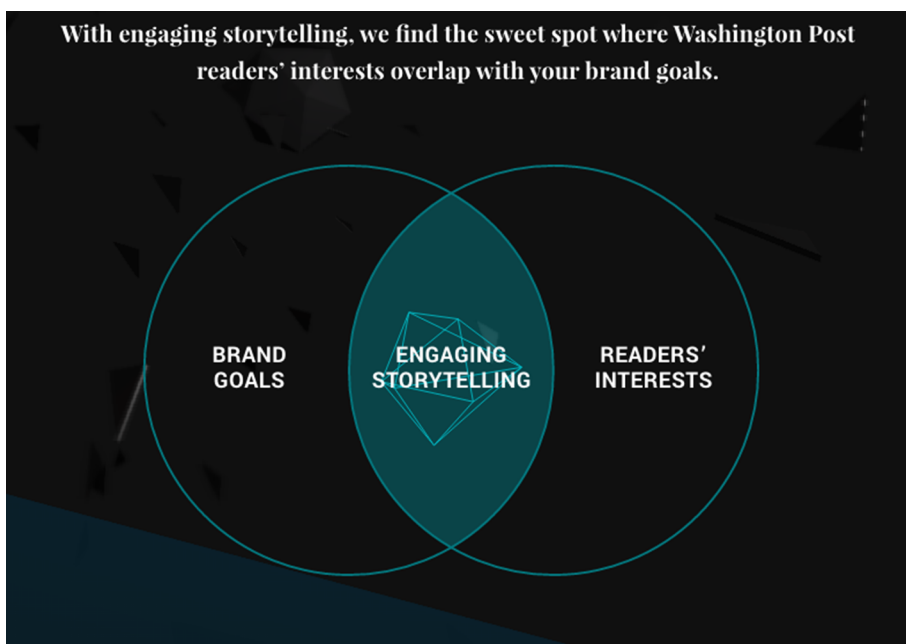 With engaging storytelling, we find the sweet spot where Washington Post
readers’ interests overlap with your brand goals.
BRAND
GOALS
ENGAGING
STORYTELLING
READERS’
INTERESTS